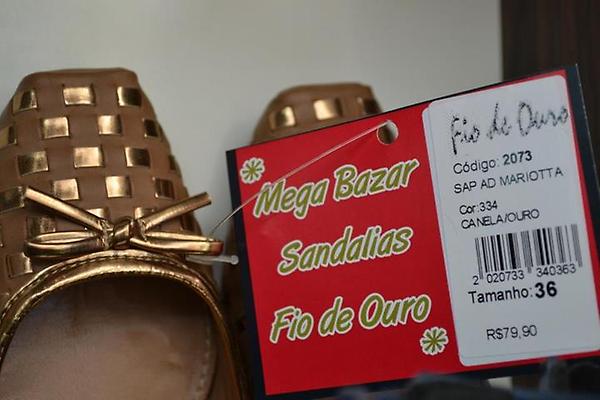 Mega Bazar
Sandalias
Fio de Ouro
Fio de Ouro
Código: 2073
SAP AD MARIOTTA
Cor:334
CANELA/OURO
2 020733 340363
Tamanho: 36
R$79,90